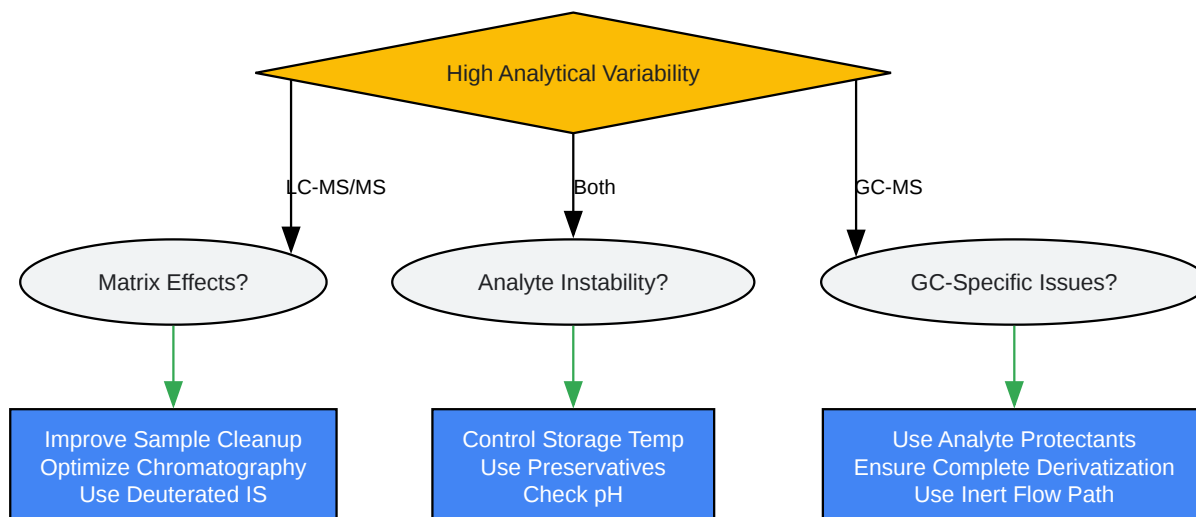 High Analytical Variability
LC-MS/MS
Both
GC-MS
Matrix Effects?
Analyte Instability?
GC-Specific Issues?
Improve Sample Cleanup
Optimize Chromatography
Use Deuterated IS
Control Storage Temp
Use Preservatives
Check pH
Use Analyte Protectants
Ensure Complete Derivatization
Use Inert Flow Path